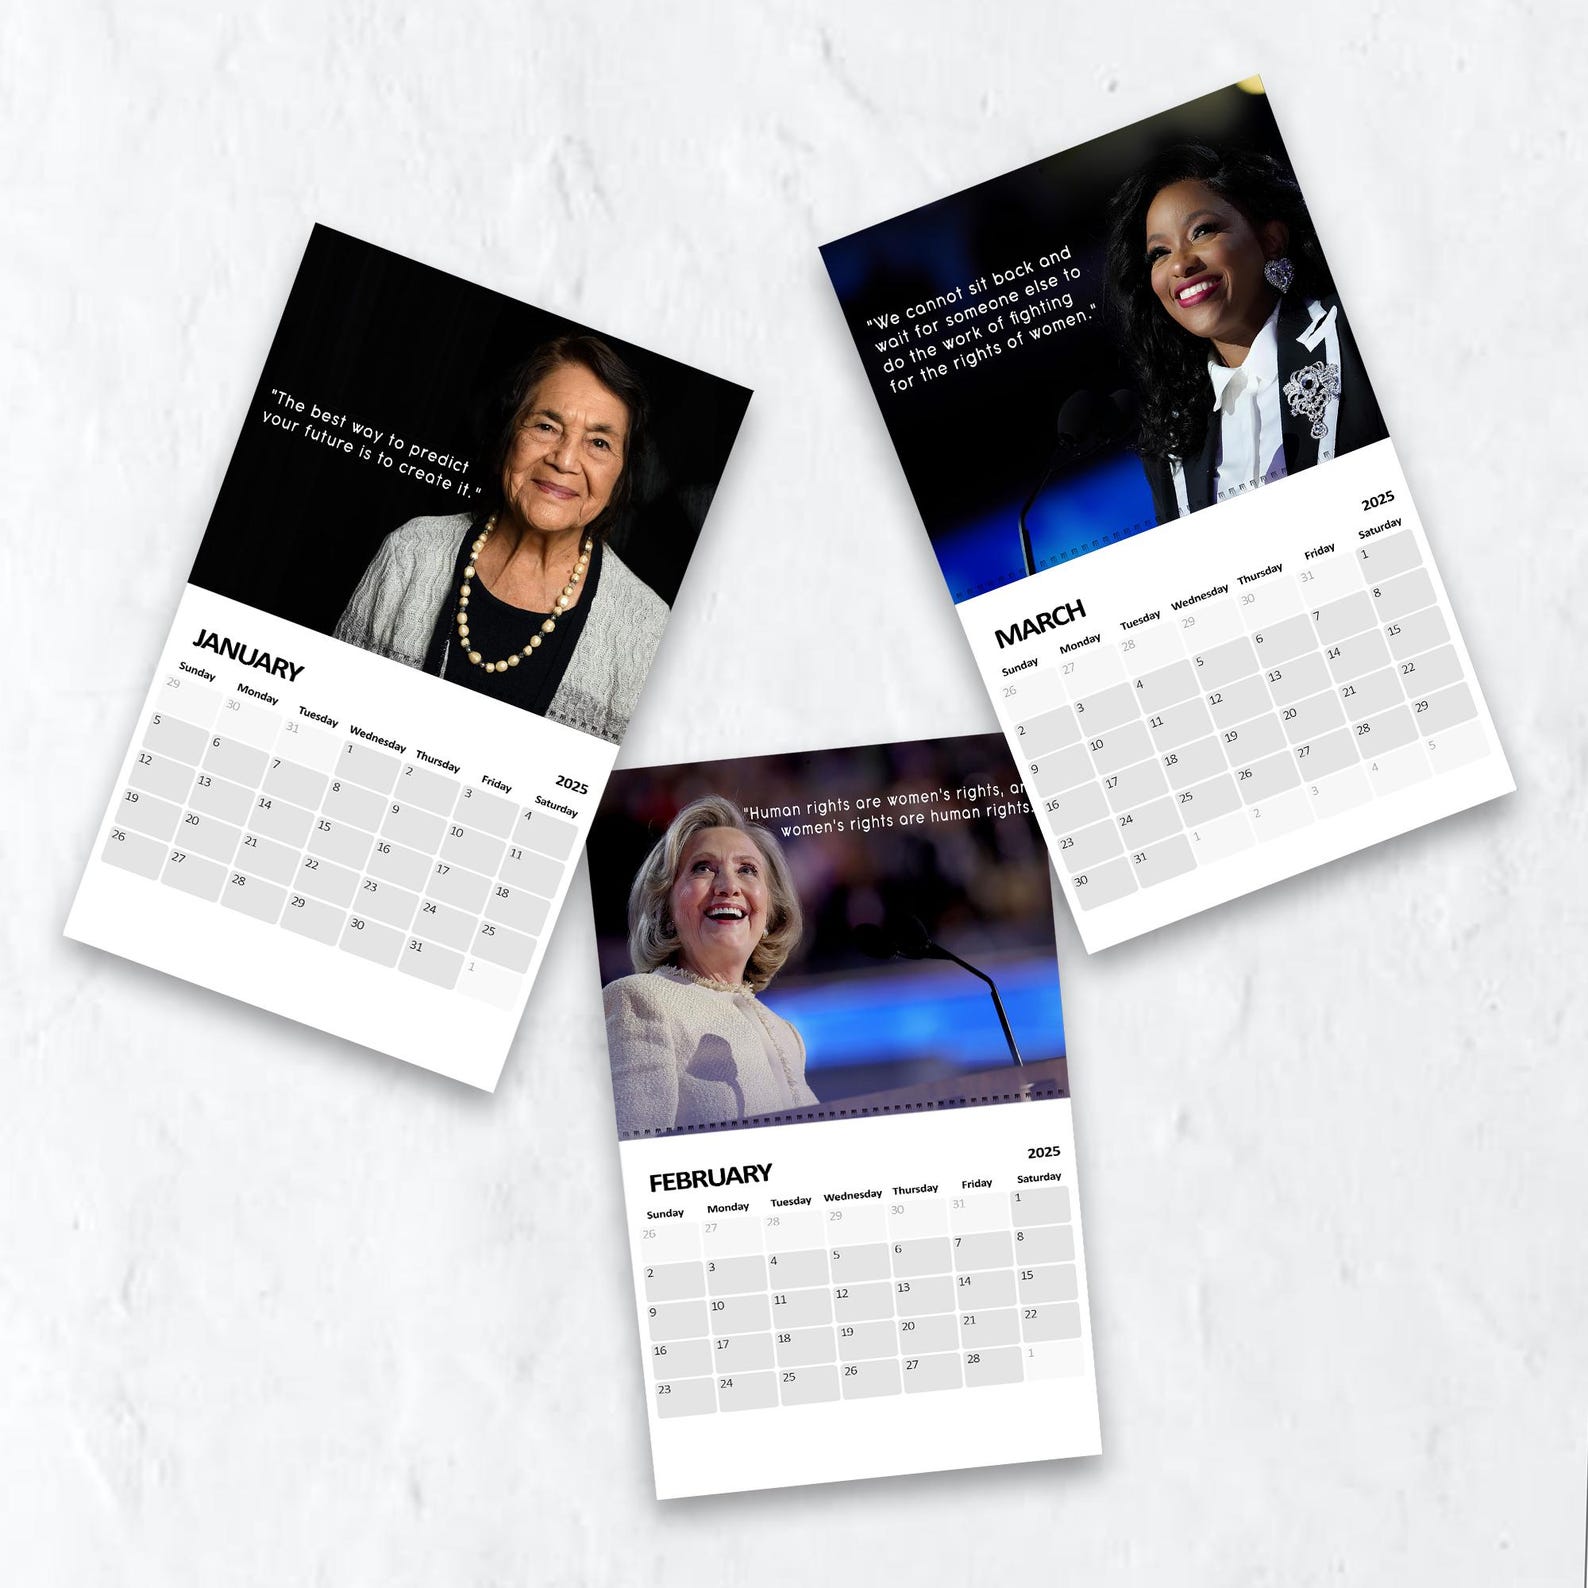 "The best way to predict
your future is to create it."
JANUARY
2025
Sunday Monday Tuesday Wednesday Thursday Friday Saturday
29 30 31 1 2 3 4
5 6 7 8 9 10 11
12 13 14 15 16 17 18
19 20 21 22 23 24 25
26 27 28 29 30 31 1
"We cannot sit back and
wait for someone else to
do the work of fighting
for the rights of women."
MARCH
2025
Sunday Monday Tuesday Wednesday Thursday Friday Saturday
26 27 28 29 30 31 1
2 3 4 5 6 7 8
9 10 11 12 13 14 15
16 17 18 19 20 21 22
23 24 25 26 27 28 29
30 31 1 2 3 4 5
"Human rights are women's rights,
women's rights are human rights.
FEBRUARY
2025
Sunday Monday Tuesday Wednesday Thursday Friday Saturday
26 27 28 29 30 31 1
2 3 4 5 6 7 8
9 10 11 12 13 14 15
16 17 18 19 20 21 22
23 24 25 26 27 28 1